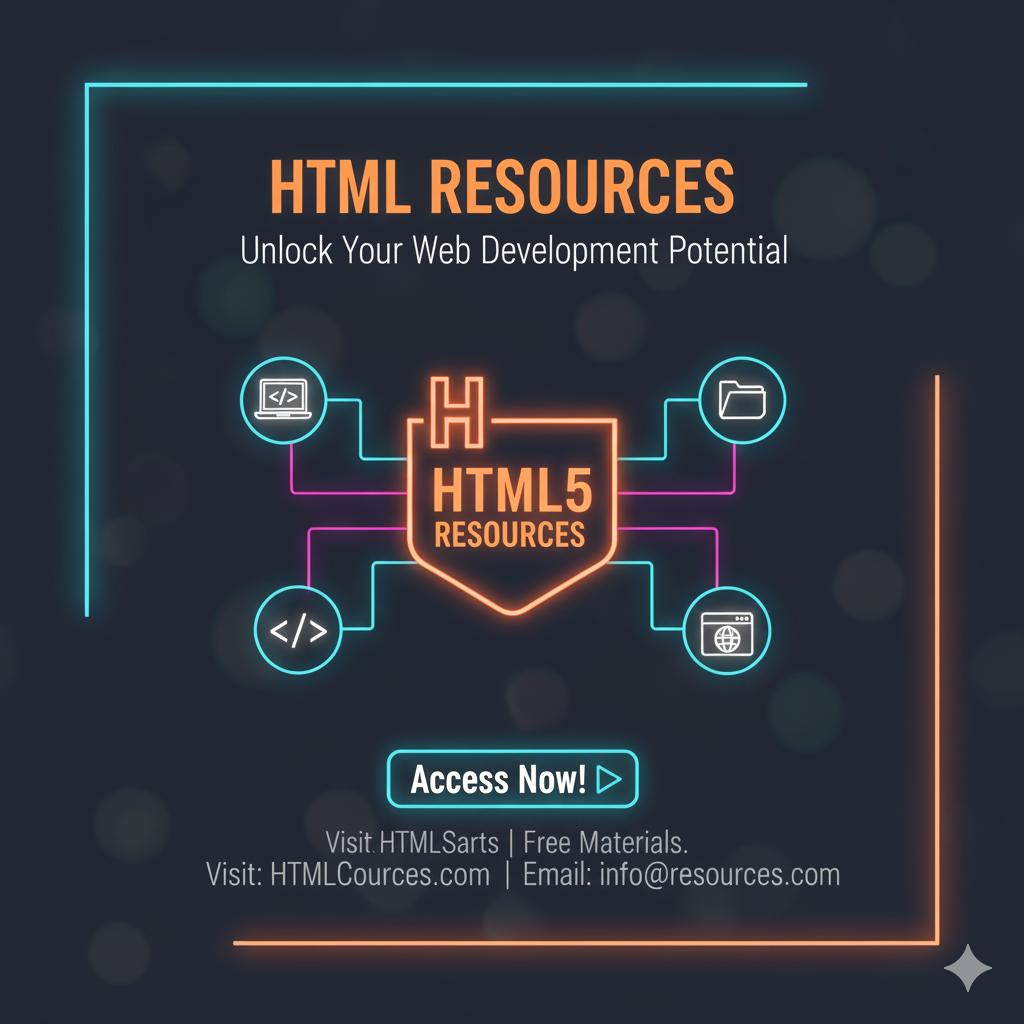 HTML RESOURCES
Unlock Your Web Development Potential
</>
H
HTML5
RESOURCES
</>
Access Now!
Visit HTMLSarts | Free Materials.
Visit: HTMLCources.com | Email: info@resources.com